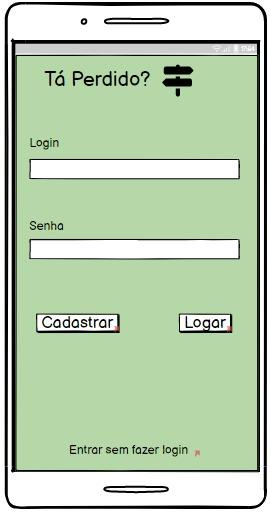 Tá Perdido?
Login
Senha
Cadastrar
Logar
Entrar sem fazer login